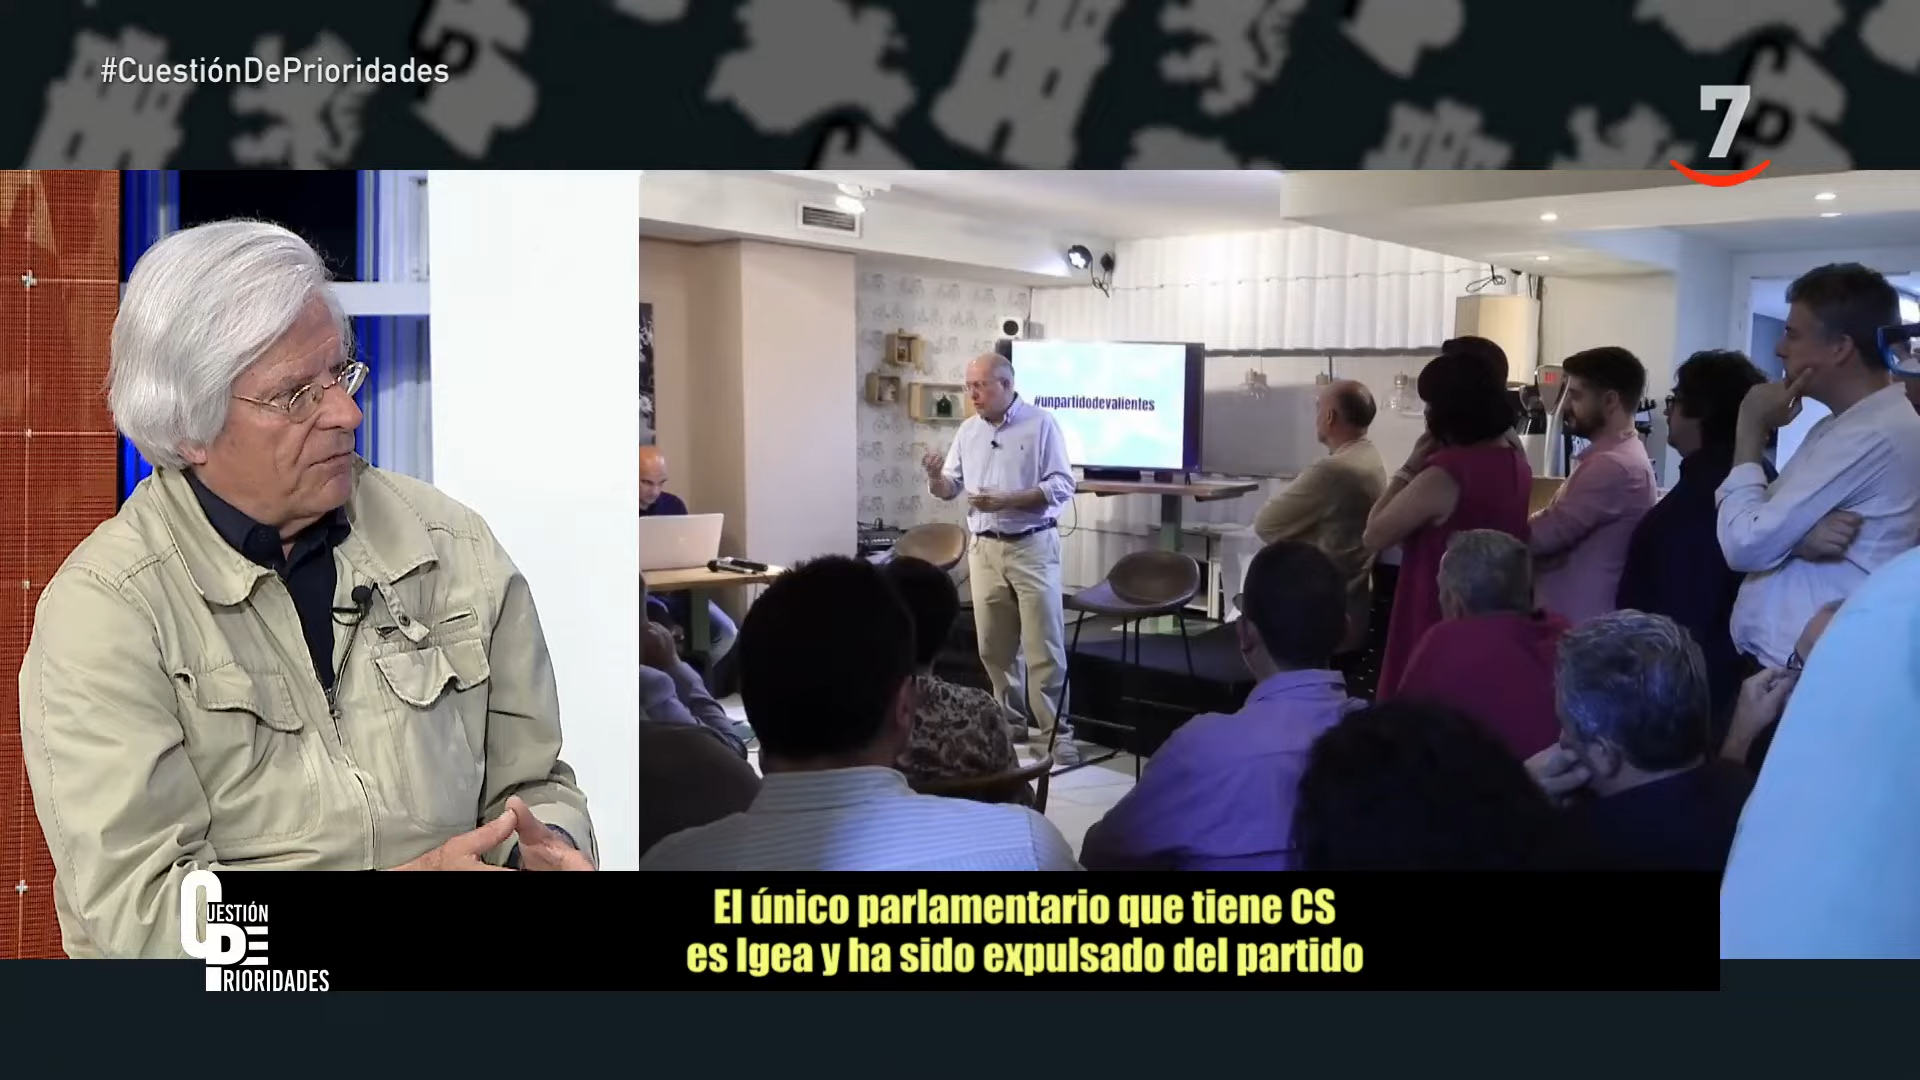 #CuestiónDePrioridades
7
#unpartidodevalientes
El único parlamentario que tiene CS
es Igea y ha sido expulsado del partido
CUESTIÓN
DE
PRIORIDADES